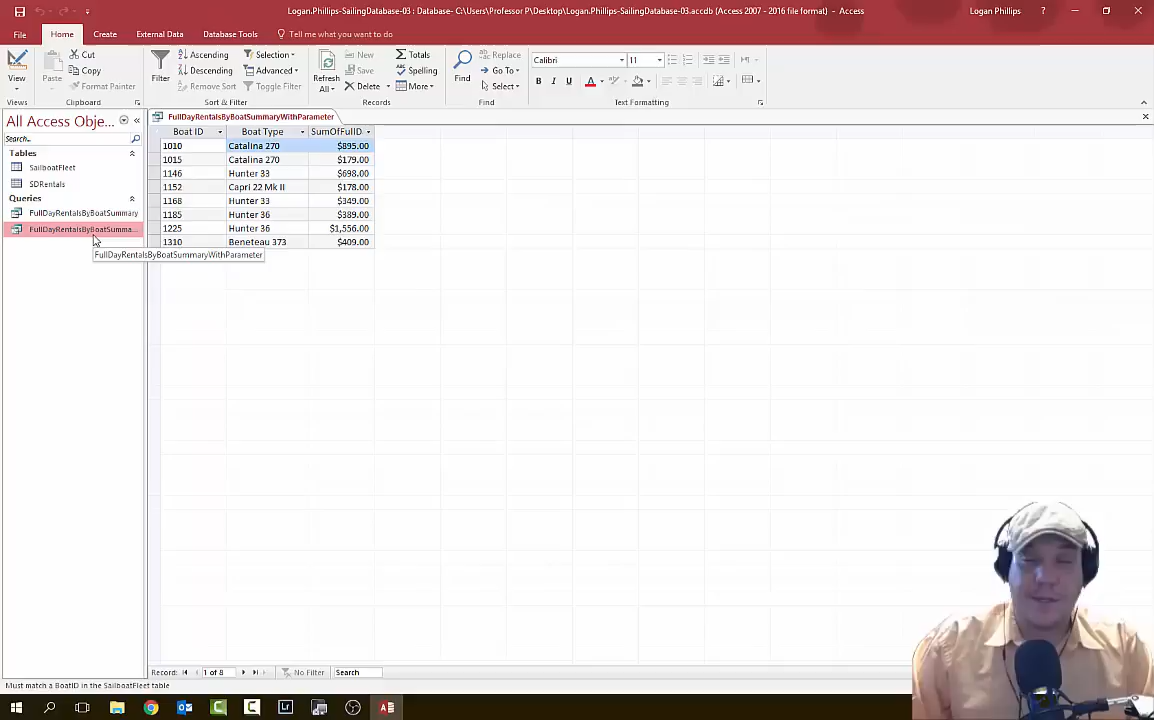 Logan.Phillips-SailingDatabase-03 : Database- C:\Users\Professor P\Desktop\Logan.Phillips-SailingDatabase-03.accdb (Access 2007 - 2016 file format) - Access
Logan Phillips
?
File
Home
Create
External Data
Database Tools
Tell me what you want to do
View
Views
Paste
Cut
Copy
Format Painter
Clipboard
Filter
Ascending
Descending
Remove Sort
Selection
Advanced
Toggle Filter
Sort & Filter
Refresh
All
New
Save
Delete
Totals
Spelling
More
Records
Find
Replace
Go To
Select
Find
Calibri
11
B I U
A
Text Formatting
All Access Obje...
Search..
Tables
SailboatFleet
SDRentals
Queries
FullDayRentalsByBoatSummary
FullDayRentalsByBoatSumma...
FullDayRentalsByBoatSummaryWithParameter
FullDayRentalsByBoatSummaryWithParameter
Boat ID Boat Type SumOfFullD
1010 Catalina 270 $895.00
1015 Catalina 270 $179.00
1146 Hunter 33 $698.00
1152 Capri 22 Mk II $178.00
1168 Hunter 33 $349.00
1185 Hunter 36 $389.00
1225 Hunter 36 $1,556.00
1310 Beneteau 373 $409.00
Record: 1 of 8 No Filter Search
Must match a BoatID in the SailboatFleet table